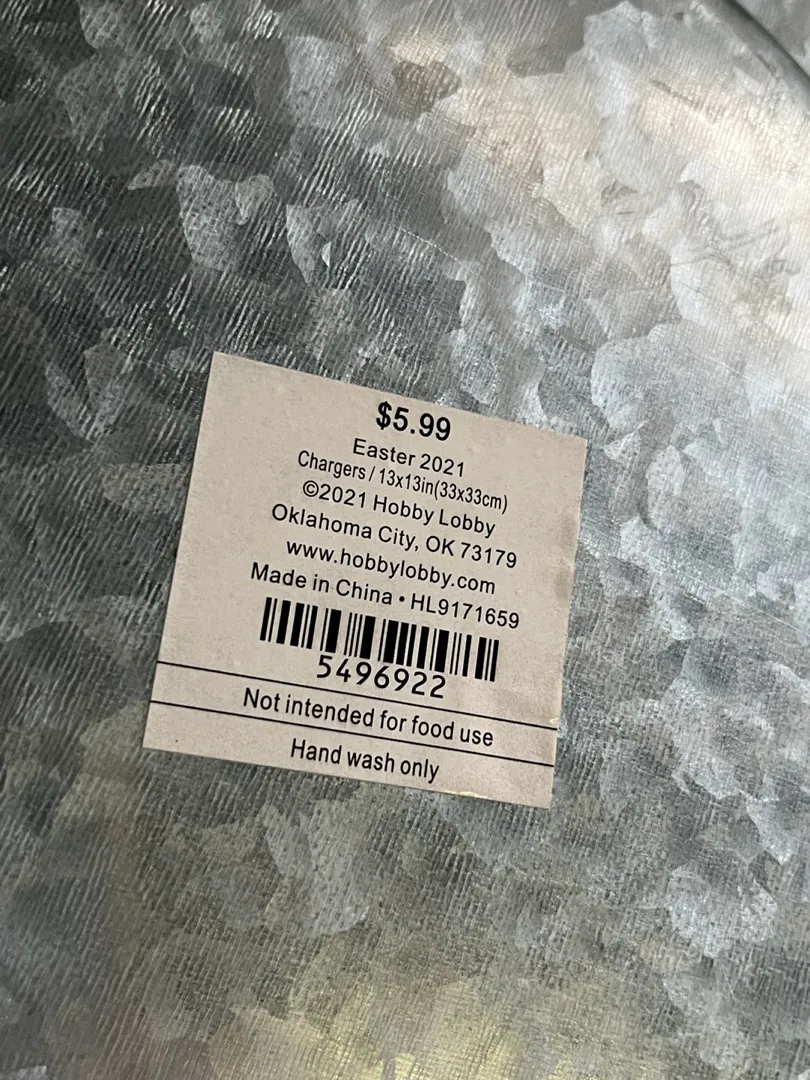 $5.99
Easter 2021
Chargers / 13x13in(33x33cm)
©2021 Hobby Lobby
Oklahoma City, OK 73179
www.hobbylobby.com
Made in China • HL9171659
5496922
Not intended for food use
Hand wash only